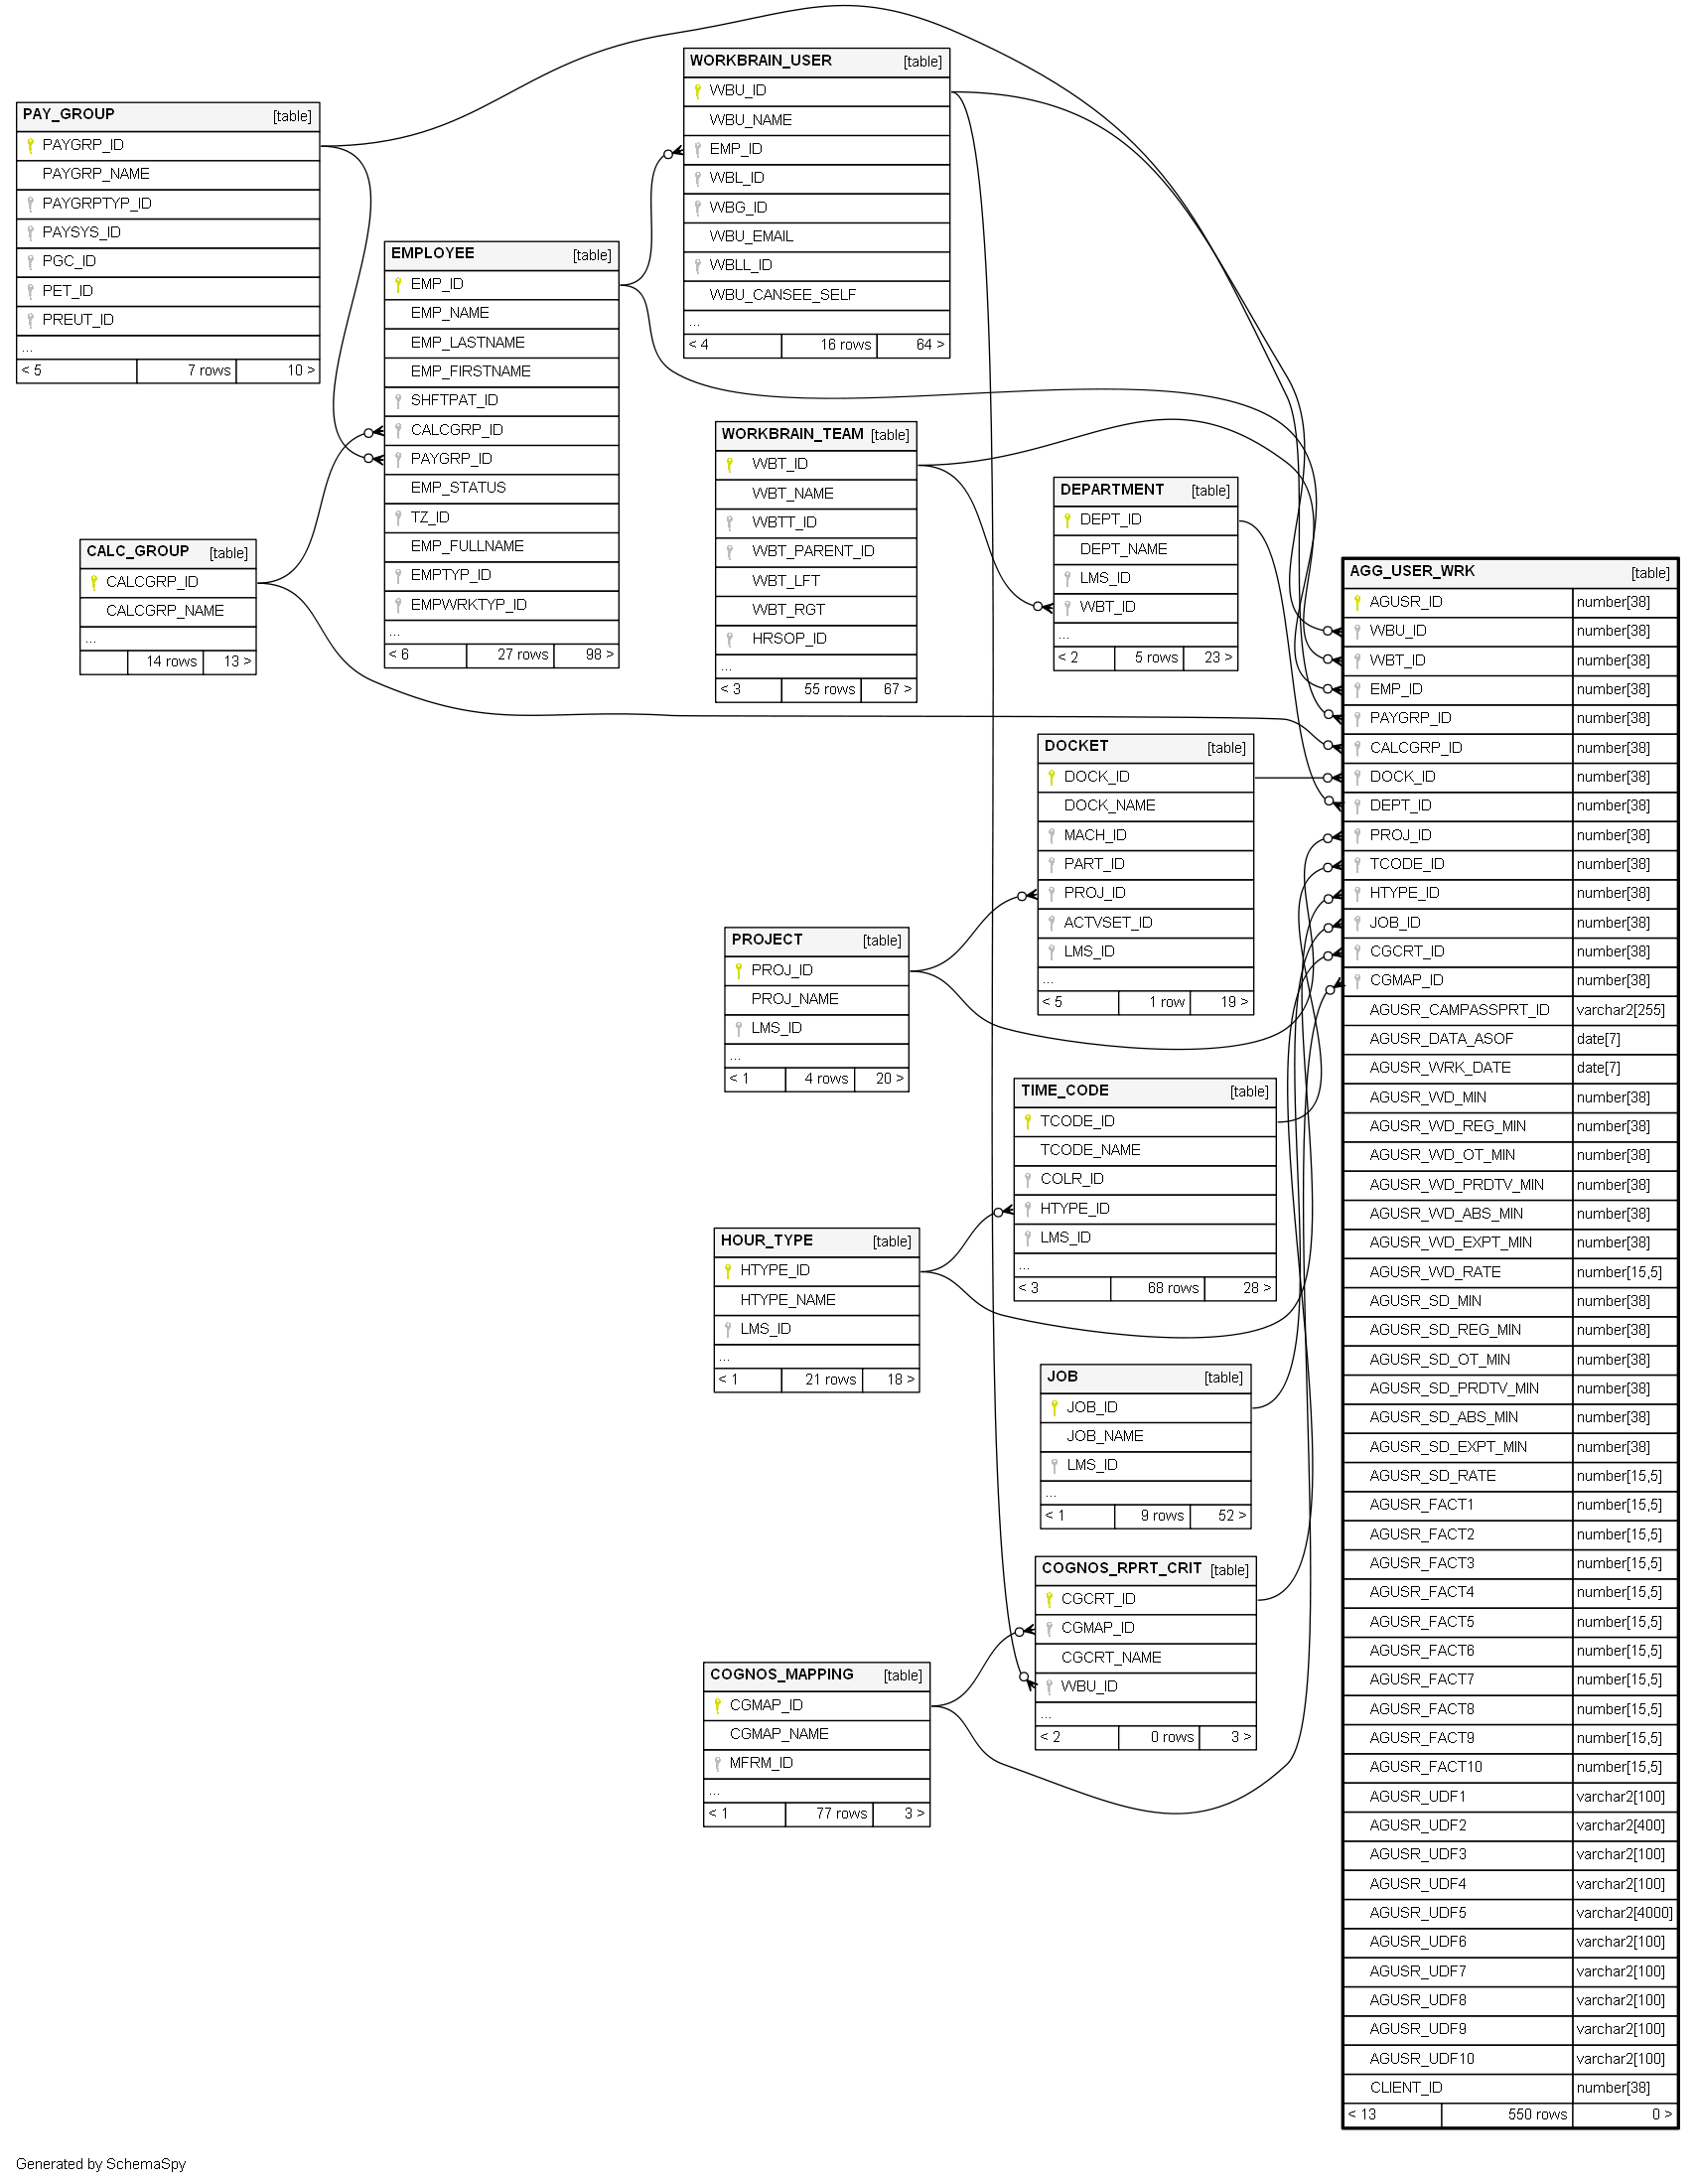 PAY_GROUP [table]
PAYGRP_ID
PAYGRP_NAME
PAYGRPTYP_ID
PAYSYS_ID
PGC_ID
PET_ID
PREUT_ID
...
< 5 7 rows 10 >
CALC_GROUP [table]
CALCGRP_ID
CALCGRP_NAME
...
14 rows 13 >
EMPLOYEE [table]
EMP_ID
EMP_NAME
EMP_LASTNAME
EMP_FIRSTNAME
SHFTPAT_ID
CALCGRP_ID
PAYGRP_ID
EMP_STATUS
TZ_ID
EMP_FULLNAME
EMPTYP_ID
EMPWRKTYP_ID
...
< 6 27 rows 98 >
WORKBRAIN_USER [table]
WBU_ID
WBU_NAME
EMP_ID
WBL_ID
WBG_ID
WBU_EMAIL
WBLL_ID
WBU_CANSEE_SELF
...
< 4 16 rows 64 >
WORKBRAIN_TEAM [table]
WBT_ID
WBT_NAME
WBTT_ID
WBT_PARENT_ID
WBT_LFT
WBT_RGT
HRSOP_ID
...
< 3 55 rows 67 >
DEPARTMENT [table]
DEPT_ID
DEPT_NAME
LMS_ID
WBT_ID
...
< 2 5 rows 23 >
DOCKET [table]
DOCK_ID
DOCK_NAME
MACH_ID
PART_ID
PROJ_ID
ACTVSET_ID
LMS_ID
...
< 5 1 row 19 >
PROJECT [table]
PROJ_ID
PROJ_NAME
LMS_ID
...
< 1 4 rows 20 >
TIME_CODE [table]
TCODE_ID
TCODE_NAME
COLR_ID
HTYPE_ID
LMS_ID
...
< 3 68 rows 28 >
HOUR_TYPE [table]
HTYPE_ID
HTYPE_NAME
LMS_ID
...
< 1 21 rows 18 >
JOB [table]
JOB_ID
JOB_NAME
LMS_ID
...
< 1 9 rows 52 >
COGNOS_RPRT_CRIT [table]
CGCRT_ID
CGMAP_ID
CGCRT_NAME
WBU_ID
...
< 2 0 rows 3 >
COGNOS_MAPPING [table]
CGMAP_ID
CGMAP_NAME
MFRM_ID
...
< 1 77 rows 3 >
AGG_USER_WRK [table]
AGUSR_ID number[38]
WBU_ID number[38]
WBT_ID number[38]
EMP_ID number[38]
PAYGRP_ID number[38]
CALCGRP_ID number[38]
DOCK_ID number[38]
DEPT_ID number[38]
PROJ_ID number[38]
TCODE_ID number[38]
HTYPE_ID number[38]
JOB_ID number[38]
CGCRT_ID number[38]
CGMAP_ID number[38]
AGUSR_CAMPASSPRT_ID varchar2[255]
AGUSR_DATA_ASOF date[7]
AGUSR_WRK_DATE date[7]
AGUSR_WD_MIN number[38]
AGUSR_WD_REG_MIN number[38]
AGUSR_WD_OT_MIN number[38]
AGUSR_WD_PRDTV_MIN number[38]
AGUSR_WD_ABS_MIN number[38]
AGUSR_WD_EXPT_MIN number[38]
AGUSR_WD_RATE number[15,5]
AGUSR_SD_MIN number[38]
AGUSR_SD_REG_MIN number[38]
AGUSR_SD_OT_MIN number[38]
AGUSR_SD_PRDTV_MIN number[38]
AGUSR_SD_ABS_MIN number[38]
AGUSR_SD_EXPT_MIN number[38]
AGUSR_SD_RATE number[15,5]
AGUSR_FACT1 number[15,5]
AGUSR_FACT2 number[15,5]
AGUSR_FACT3 number[15,5]
AGUSR_FACT4 number[15,5]
AGUSR_FACT5 number[15,5]
AGUSR_FACT6 number[15,5]
AGUSR_FACT7 number[15,5]
AGUSR_FACT8 number[15,5]
AGUSR_FACT9 number[15,5]
AGUSR_FACT10 number[15,5]
AGUSR_UDF1 varchar2[100]
AGUSR_UDF2 varchar2[400]
AGUSR_UDF3 varchar2[100]
AGUSR_UDF4 varchar2[100]
AGUSR_UDF5 varchar2[4000]
AGUSR_UDF6 varchar2[100]
AGUSR_UDF7 varchar2[100]
AGUSR_UDF8 varchar2[100]
AGUSR_UDF9 varchar2[100]
AGUSR_UDF10 varchar2[100]
CLIENT_ID number[38]
< 13 550 rows 0 >
Generated by SchemaSpy